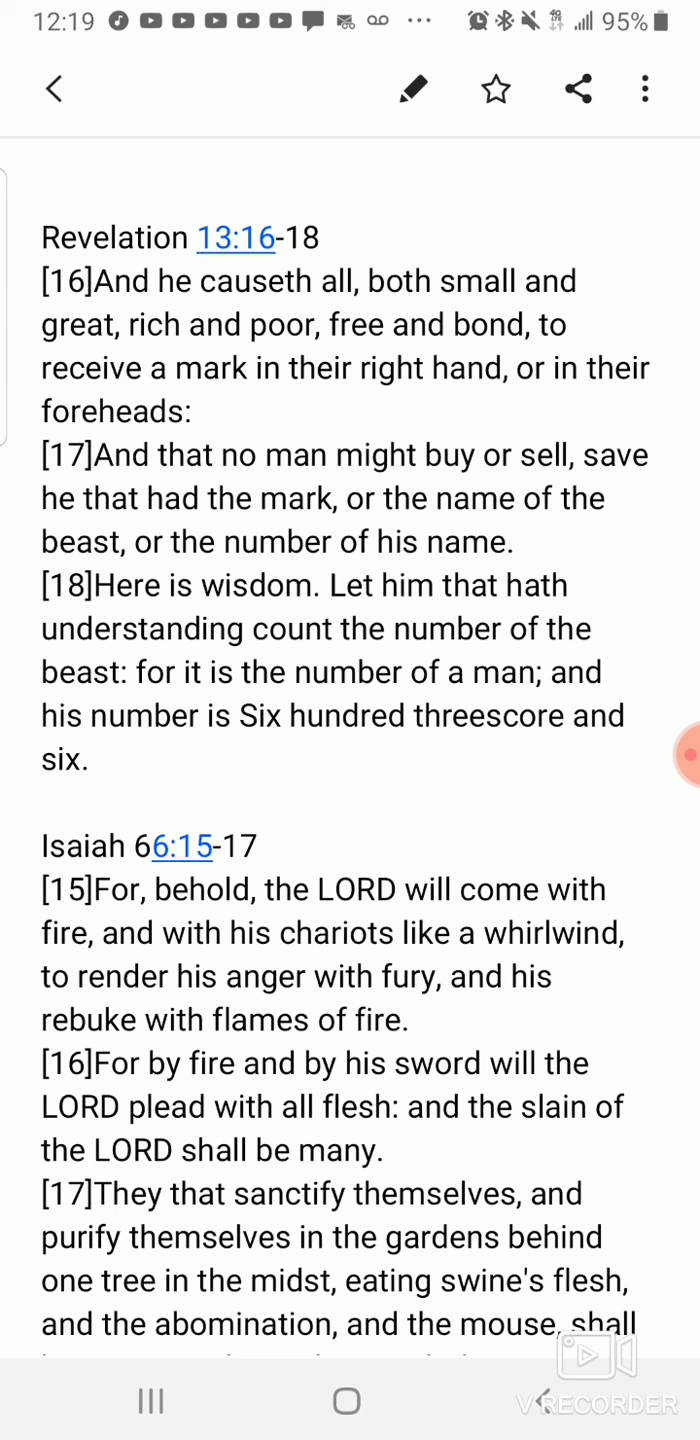 12:19
4G
95%
Revelation 13:16-18
[16]And he causeth all, both small and
great, rich and poor, free and bond, to
receive a mark in their right hand, or in their
foreheads:
[17]And that no man might buy or sell, save
he that had the mark, or the name of the
beast, or the number of his name.
[18]Here is wisdom. Let him that hath
understanding count the number of the
beast: for it is the number of a man; and
his number is Six hundred threescore and
six.
Isaiah 66:15-17
[15]For, behold, the LORD will come with
fire, and with his chariots like a whirlwind,
to render his anger with fury, and his
rebuke with flames of fire.
[16]For by fire and by his sword will the
LORD plead with all flesh: and the slain of
the LORD shall be many.
[17]They that sanctify themselves, and
purify themselves in the gardens behind
one tree in the midst, eating swine's flesh,
and the abomination, and the mouse, shall
V RECORDER